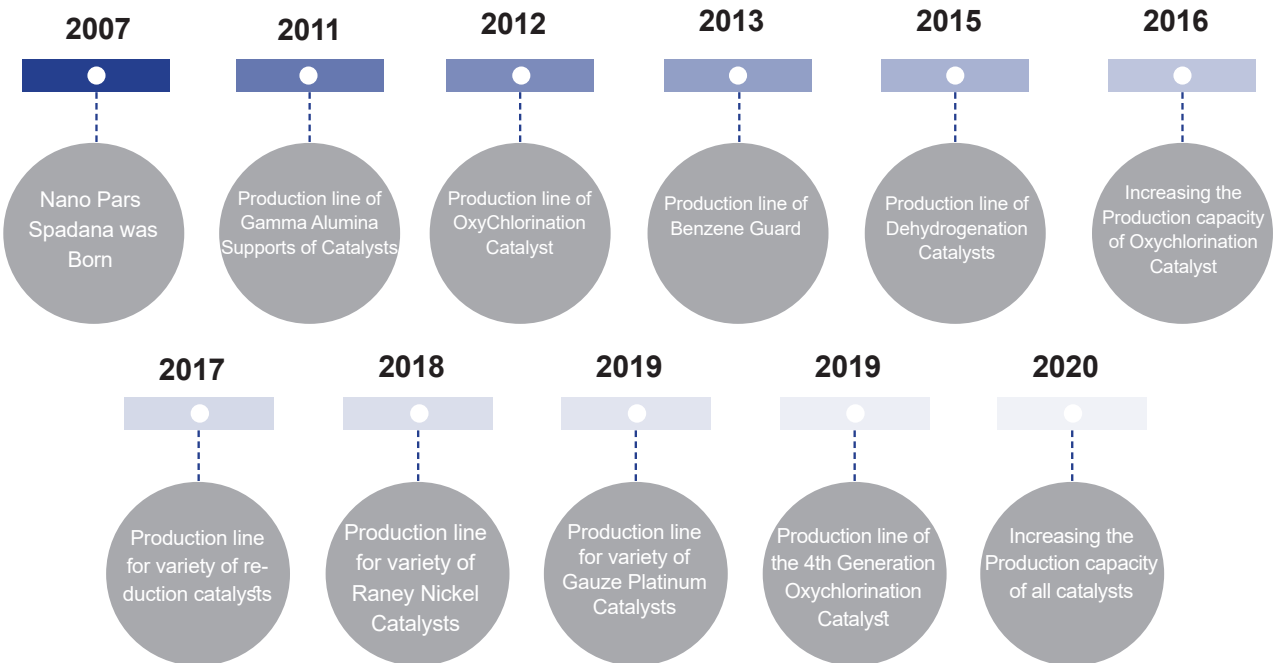 2007
2011
2012
2013
2015
2016
Nano Pars
Spadana was
Born
Production line of
Gamma Alumina
Supports of Catalysts
Production line of
OxyChlorination
Catalyst
Production line of
Benzene Guard
Production line of
Dehydrogenation
Catalysts
Increasing the
Production capacity
of Oxychlorination
Catalyst
2017
2018
2019
2019
2020
Production line
for variety of re-
duction catalysts
Production line
for variety of
Raney Nickel
Catalysts
Production line
for variety of
Gauze Platinum
Catalysts
Production line of
the 4th Generation
Oxychlorination
Catalyst
Increasing the
Production capacity
of all catalysts